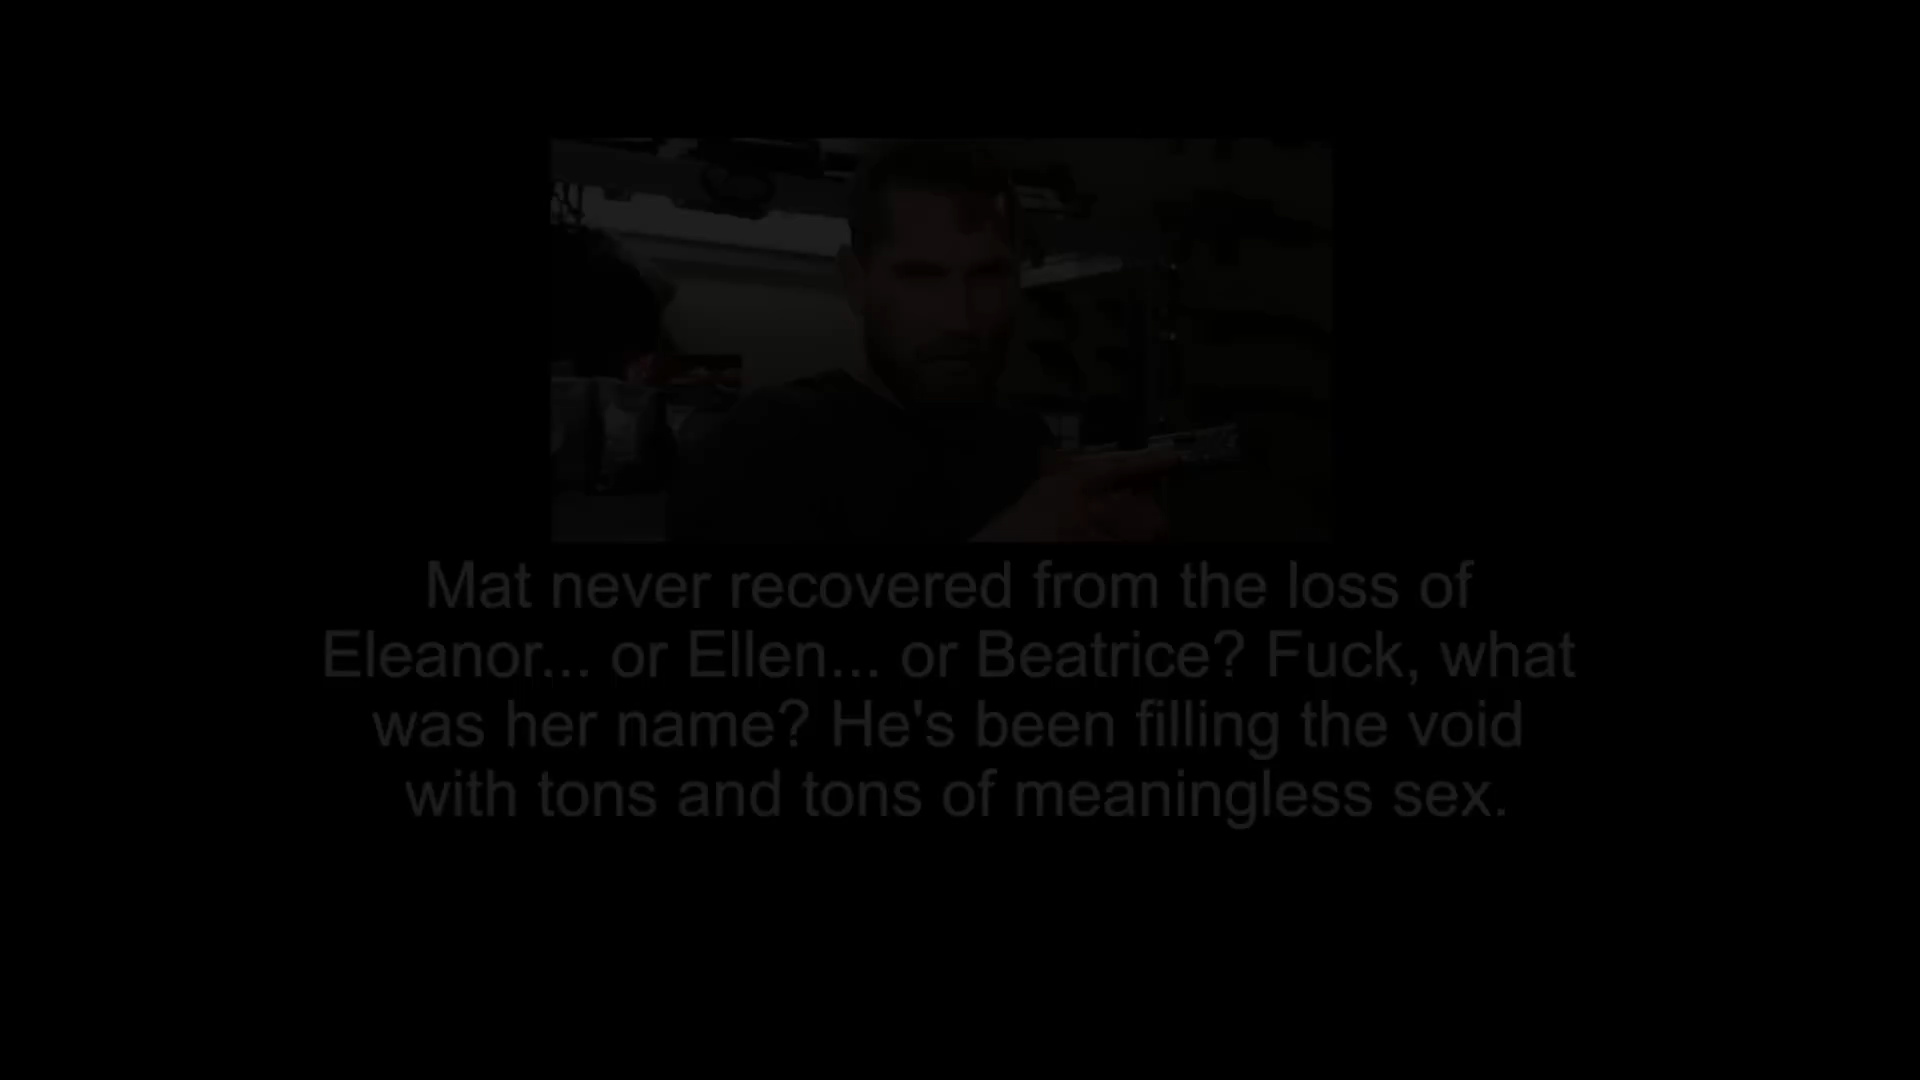 Mat never recovered from the loss of
Eleanor... or Ellen... or Beatrice? Fuck, what
was her name? He's been filling the void
with tons and tons of meaningless sex.